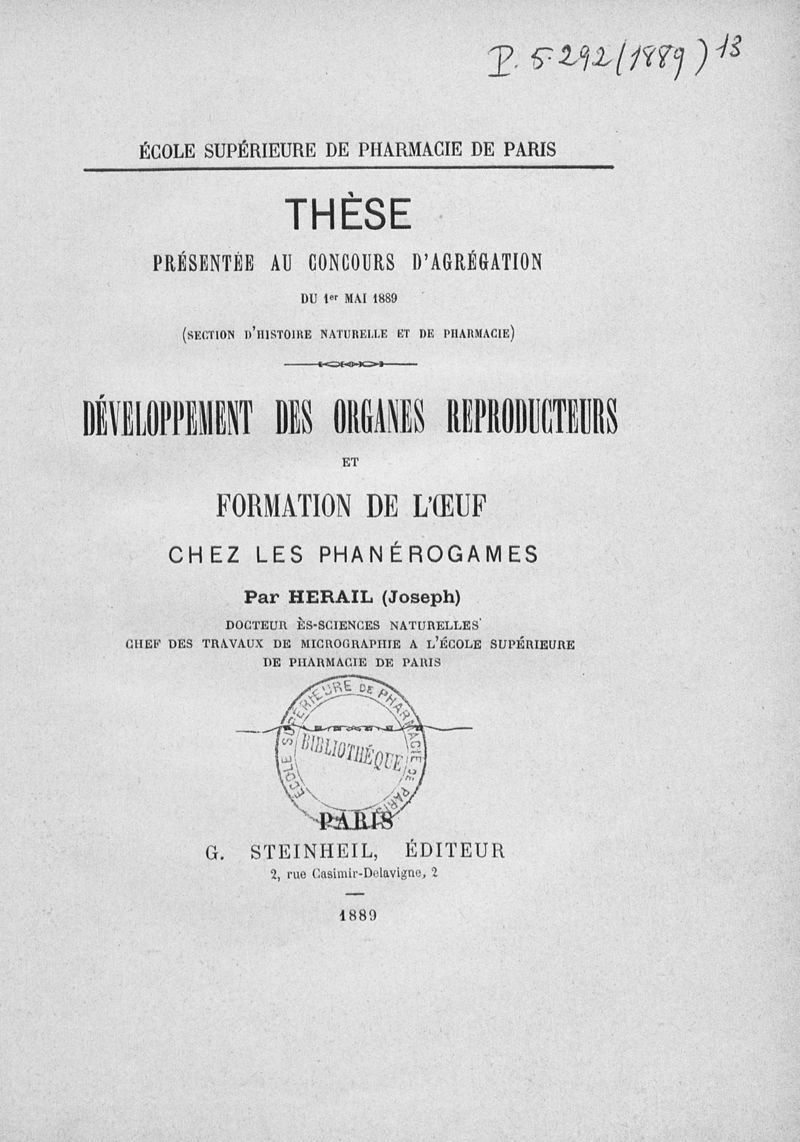 P. 5.292 (1889) 13
ÉCOLE SUPÉRIEURE DE PHARMACIE DE PARIS
THÈSE
PRÉSENTÉE AU CONCOURS D'AGRÉGATION
DU 1er MAI 1889
(SECTION D'HISTOIRE NATURELLE ET DE PHARMACIE)
DÉVELOPPEMENT DES ORGANES REPRODUCTEURS
ET
FORMATION DE L'ŒUF
CHEZ LES PHANÉROGAMES
Par HERAIL (Joseph)
DOCTEUR ÈS-SCIENCES NATURELLES
CHEF DES TRAVAUX DE MICROGRAPHIE A L'ÉCOLE SUPÉRIEURE
DE PHARMACIE DE PARIS
ÉCOLE SUPÉRIEURE DE PHARMACIE DE PARIS
BIBLIOTHÉQUE
PARIS
G. STEINHEIL, ÉDITEUR
2, rue Casimir-Delavigne, 2
1889